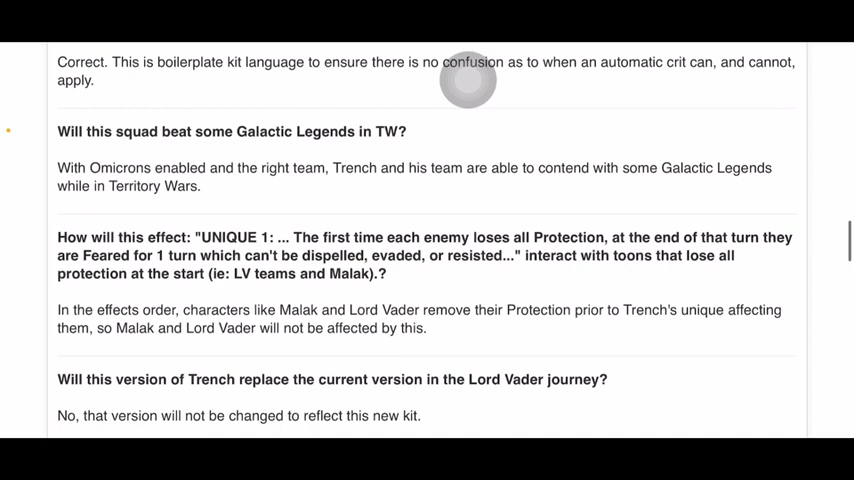 Correct. This is boilerplate kit language to ensure there is no confusion as to when an automatic crit can, and cannot,
apply.
Will this squad beat some Galactic Legends in TW?
With Omicrons enabled and the right team, Trench and his team are able to contend with some Galactic Legends
while in Territory Wars.
How will this effect: "UNIQUE 1: ... The first time each enemy loses all Protection, at the end of that turn they
are Feared for 1 turn which can't be dispelled, evaded, or resisted..." interact with toons that lose all
protection at the start (ie: LV teams and Malak).?
In the effects order, characters like Malak and Lord Vader remove their Protection prior to Trench's unique affecting
them, so Malak and Lord Vader will not be affected by this.
Will this version of Trench replace the current version in the Lord Vader journey?
No, that version will not be changed to reflect this new kit.